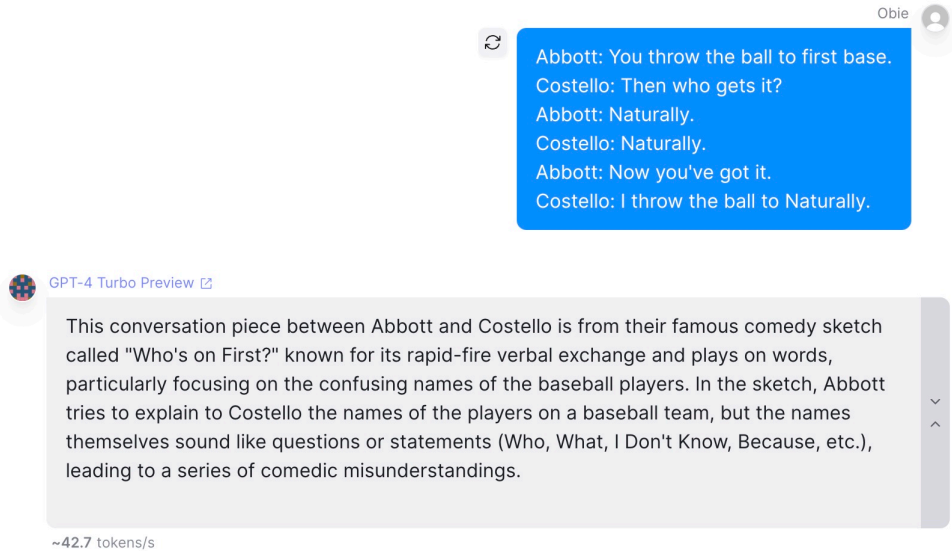 Obie
Abbott: You throw the ball to first base.
Costello: Then who gets it?
Abbott: Naturally.
Costello: Naturally.
Abbott: Now you've got it.
Costello: I throw the ball to Naturally.
GPT-4 Turbo Preview
This conversation piece between Abbott and Costello is from their famous comedy sketch
called "Who's on First?" known for its rapid-fire verbal exchange and plays on words,
particularly focusing on the confusing names of the baseball players. In the sketch, Abbott
tries to explain to Costello the names of the players on a baseball team, but the names
themselves sound like questions or statements (Who, What, I Don't Know, Because, etc.),
leading to a series of comedic misunderstandings.
~42.7 tokens/s